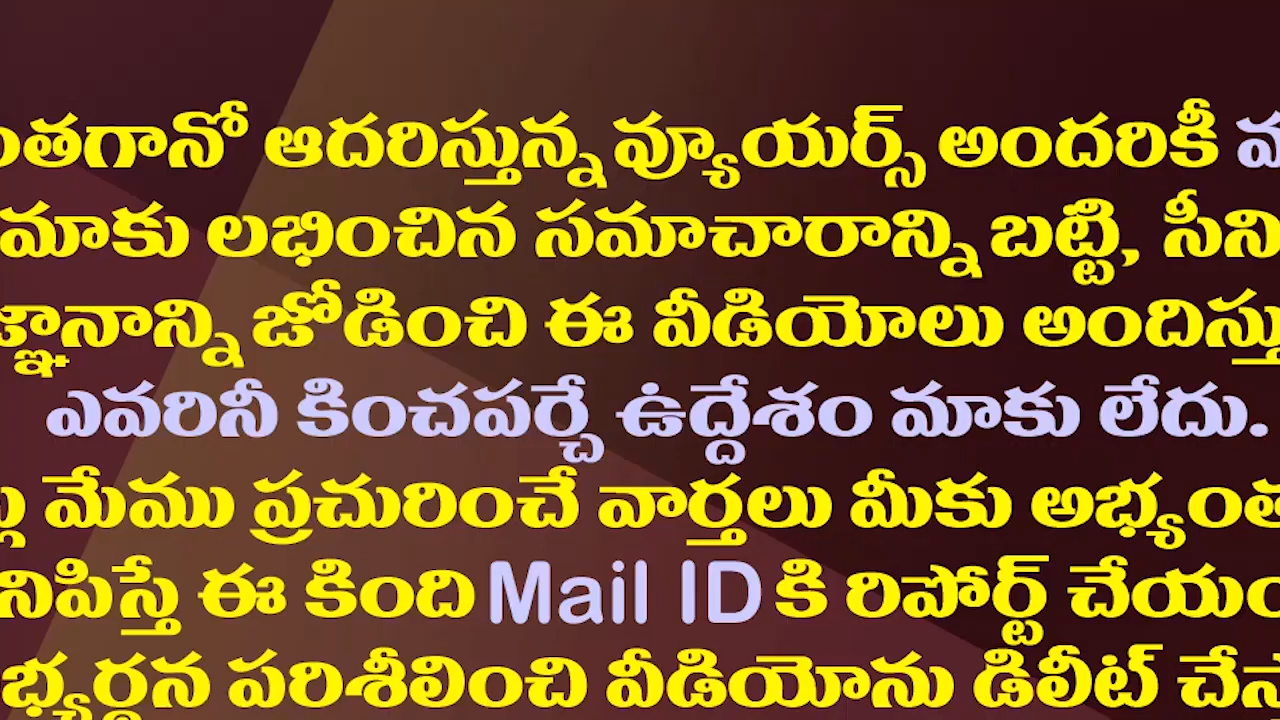 ంతగానో ఆదరిస్తున్న వ్యూయర్స్ అందరికీ
మాకు లభించిన సమాచారాన్ని బట్టి, సీని
జ్ఞానాన్ని జోడించి ఈ వీడియోలు అందిస్తు
ఎవరినీ కించపర్చే ఉద్దేశం మాకు లేదు.
మేము ప్రచురించే వార్తలు మీకు అభ్యంత
నిపిస్తే ఈ కింది Mail ID కి రిపోర్ట్ చేయం
భ్యర్థన పరిశీలించి వీడియోను డిలీట్ చేస